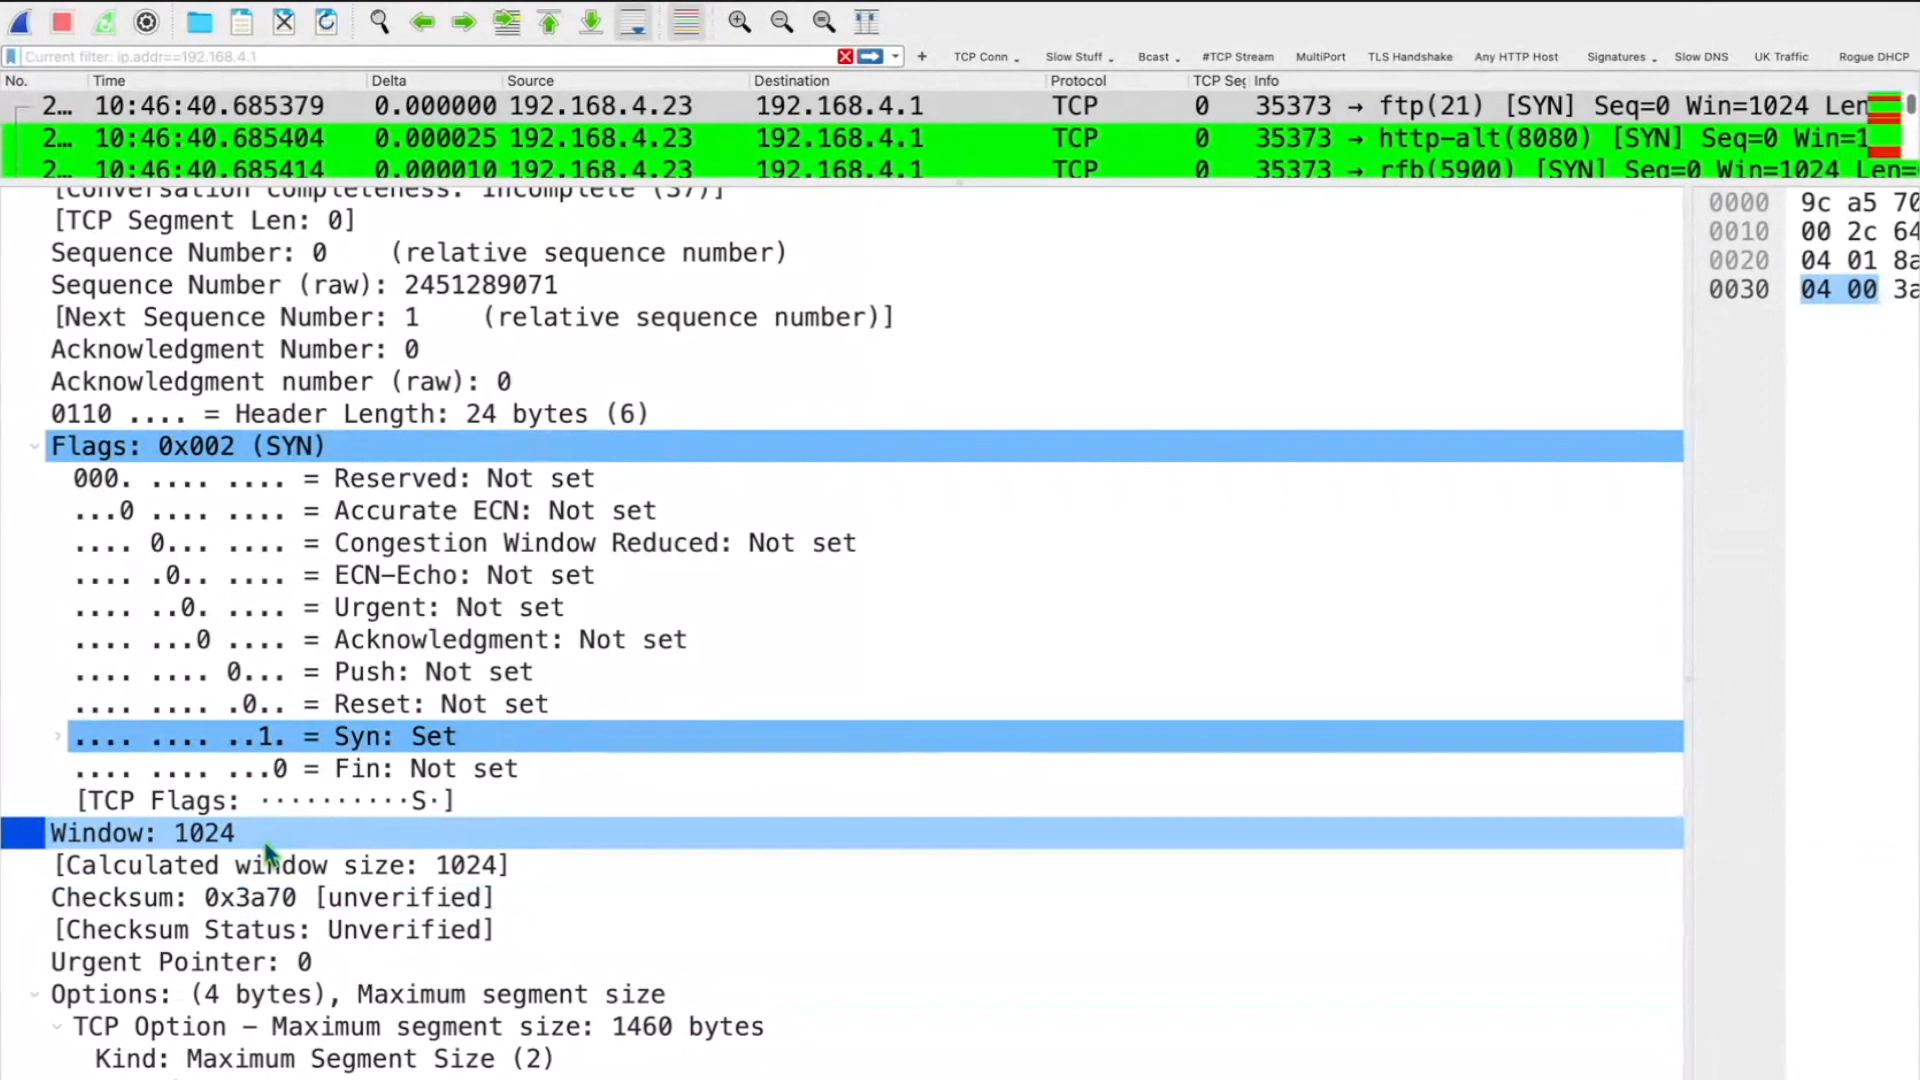 Current filter: ip.addr==192.168.4.1
+ TCP Conn Slow Stuff Bcast #TCP Stream MultiPort TLS Handshake Any HTTP Host Signatures Slow DNS UK Traffic Rogue DHCP
No. Time Delta Source Destination Protocol TCP Seg Info
2… 10:46:40.685379 0.000000 192.168.4.23 192.168.4.1 TCP 0 35373 → ftp(21) [SYN] Seq=0 Win=1024 Len
2… 10:46:40.685404 0.000025 192.168.4.23 192.168.4.1 TCP 0 35373 → http-alt(8080) [SYN] Seq=0 Win=1
2… 10:46:40.685414 0.000010 192.168.4.23 192.168.4.1 TCP 0 35373 → rfb(5900) [SYN] Seq=0 Win=1024 Len=
[Conversation completeness: Incomplete (37)]
[TCP Segment Len: 0]
Sequence Number: 0 (relative sequence number)
Sequence Number (raw): 2451289071
[Next Sequence Number: 1 (relative sequence number)]
Acknowledgment Number: 0
Acknowledgment number (raw): 0
0110 .... = Header Length: 24 bytes (6)
Flags: 0x002 (SYN)
000. .... .... = Reserved: Not set
...0 .... .... = Accurate ECN: Not set
.... 0... .... = Congestion Window Reduced: Not set
.... .0.. .... = ECN-Echo: Not set
.... ..0. .... = Urgent: Not set
.... ...0 .... = Acknowledgment: Not set
.... .... 0... = Push: Not set
.... .... .0.. = Reset: Not set
.... .... ..1. = Syn: Set
.... .... ...0 = Fin: Not set
[TCP Flags: ··········S·]
Window: 1024
[Calculated window size: 1024]
Checksum: 0x3a70 [unverified]
[Checksum Status: Unverified]
Urgent Pointer: 0
Options: (4 bytes), Maximum segment size
TCP Option – Maximum segment size: 1460 bytes
Kind: Maximum Segment Size (2)
0000 9c a5 70
0010 00 2c 64
0020 04 01 8a
0030 04 00 3a